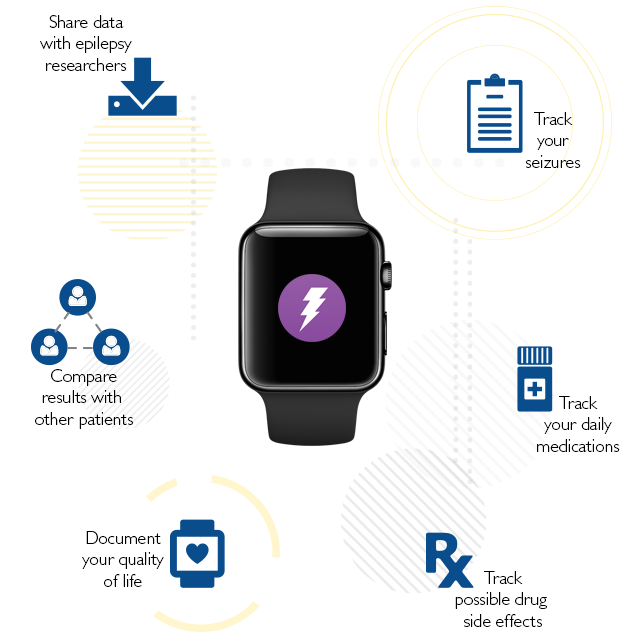 Share data
with epilepsy
researchers
Track
your
seizures
Compare
results with
other patients
Track
your daily
medications
Document
your quality
of life
Rx
Track
possible drug
side effects